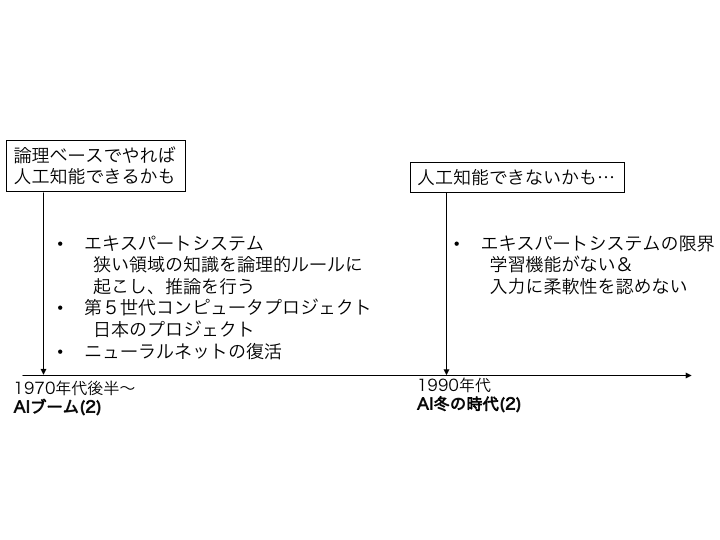 論理ベースでやれば
人工知能できるかも
人工知能できないかも…
• エキスパートシステム
狭い領域の知識を論理的ルールに
起こし、推論を行う
• 第５世代コンピュータプロジェクト
日本のプロジェクト
• ニューラルネットの復活
• エキスパートシステムの限界
学習機能がない＆
入力に柔軟性を認めない
1970年代後半〜
AIブーム(2)
1990年代
AI冬の時代(2)